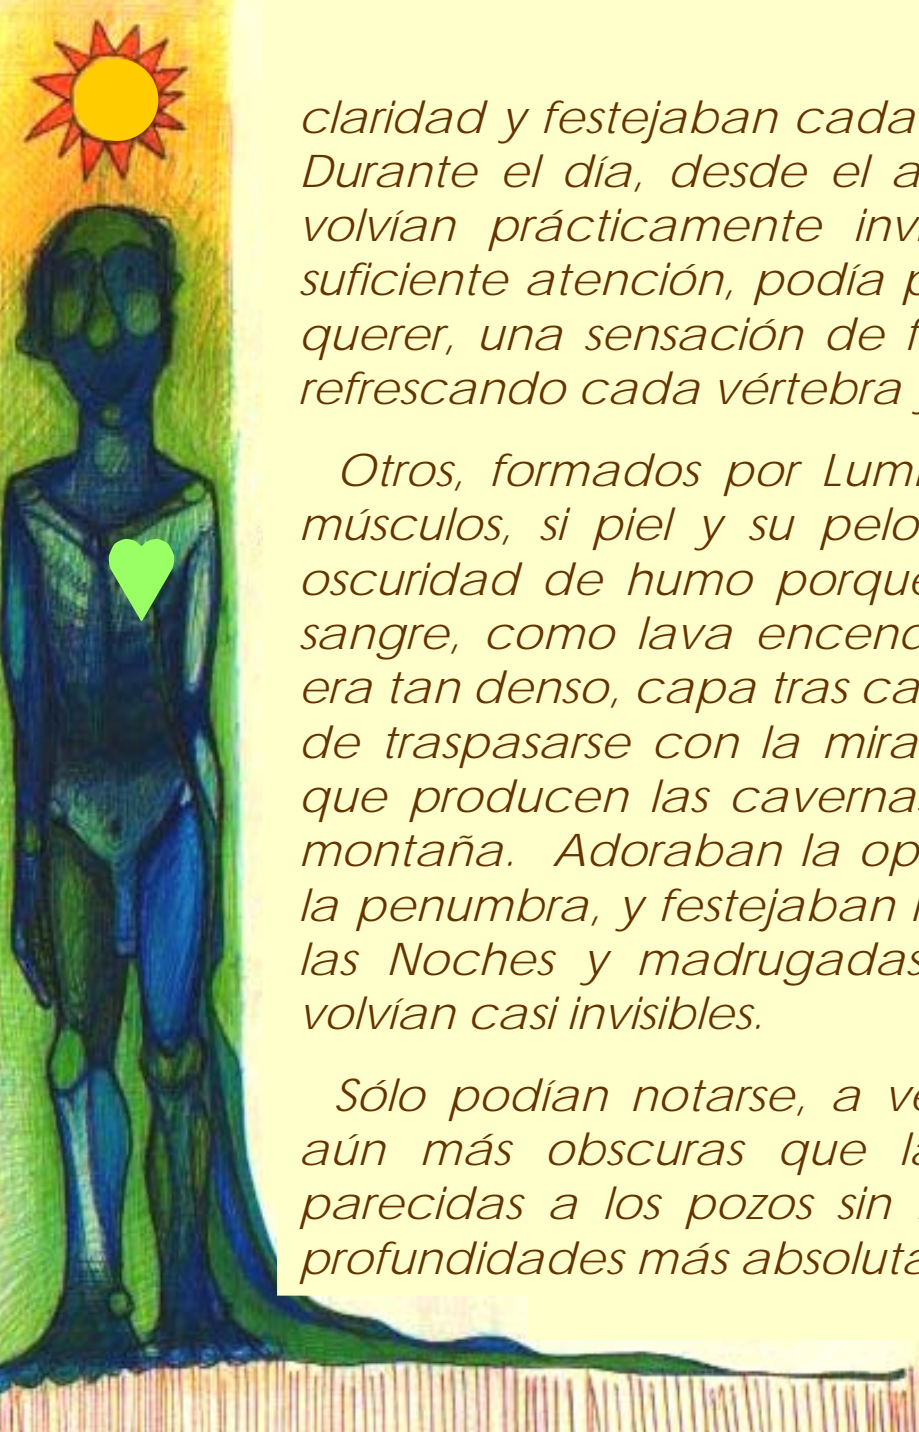 claridad y festejaban cada
Durante el día, desde el a
volvían prácticamente inv
suficiente atención, podía p
querer, una sensación de f
refrescando cada vértebra
Otros, formados por Lum
músculos, si piel y su pelo
oscuridad de humo porque
sangre, como lava encend
era tan denso, capa tras ca
de traspasarse con la mira
que producen las cavernas
montaña. Adoraban la op
la penumbra, y festejaban
las Noches y madrugadas
volvían casi invisibles.
Sólo podían notarse, a ve
aún más obscuras que la
parecidas a los pozos sin
profundidades más absoluta